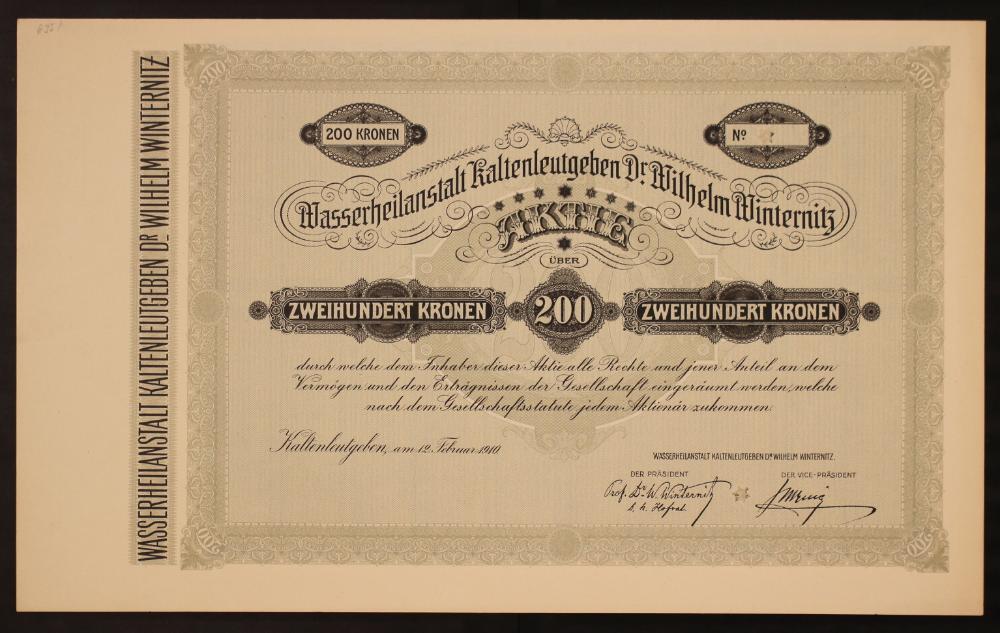 WASSERHEILANSTALT KALTENLEUTGEBEN DR WILHELM WINTERNITZ
200
200
200 KRONEN
No
Wasserheilanstalt Kaltenleutgeben Dr. Wilhelm Winternitz
AKTIE
ÜBER
ZWEIHUNDERT KRONEN
200
ZWEIHUNDERT KRONEN
durch welche dem Inhaber dieser Aktie alle Rechte und jener Anteil an dem
Vermögen und den Erträgnissen der Gesellschaft eingeräumt werden, welche
nach dem Gesellschaftsstatute jedem Aktionär zukommen.
Kaltenleutgeben, am 12. Februar 1910
WASSERHEILANSTALT KALTENLEUTGEBEN DR WILHELM WINTERNITZ.
DER PRÄSIDENT
DER VICE-PRÄSIDENT
Prof. Dr. W. Winternitz
k. k. Hofrat
200
200